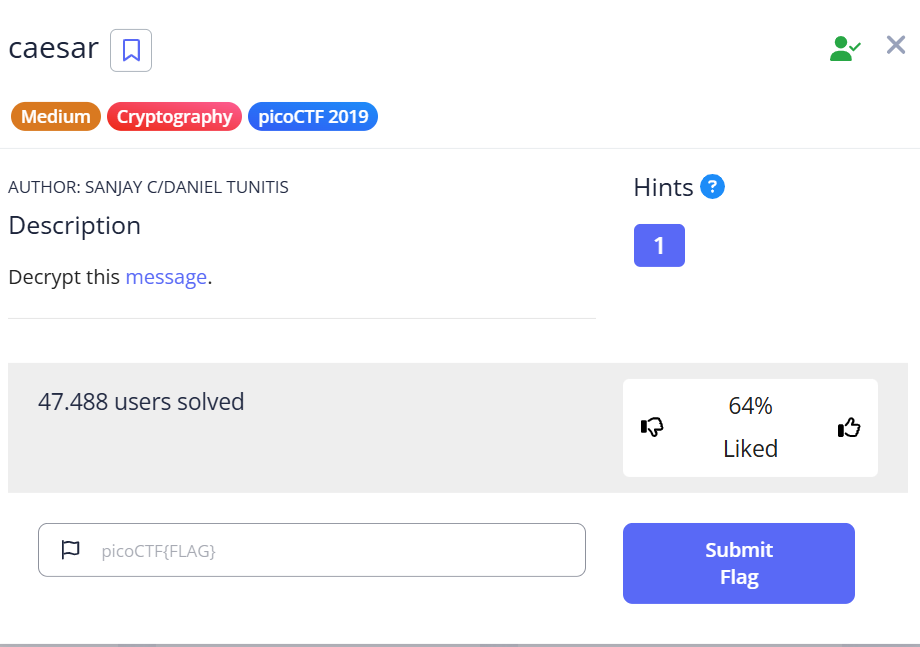 caesar
Medium Cryptography picoCTF 2019
AUTHOR: SANJAY C/DANIEL TUNITIS
Description
Decrypt this message.
Hints ?
1
47.488 users solved
64%
Liked
picoCTF{FLAG}
Submit
Flag